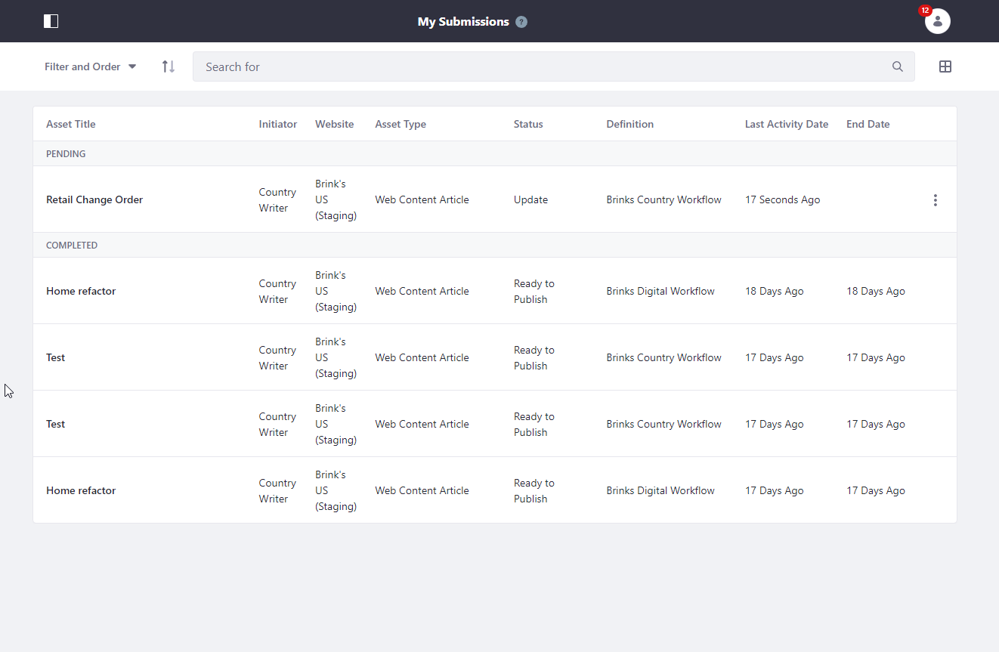 My Submissions ?
12
Filter and Order
Search for
Asset Title Initiator Website Asset Type Status Definition Last Activity Date End Date
PENDING
Retail Change Order Country Writer Brink's US (Staging) Web Content Article Update Brinks Country Workflow 17 Seconds Ago
COMPLETED
Home refactor Country Writer Brink's US (Staging) Web Content Article Ready to Publish Brinks Digital Workflow 18 Days Ago 18 Days Ago
Test Country Writer Brink's US (Staging) Web Content Article Ready to Publish Brinks Country Workflow 17 Days Ago 17 Days Ago
Test Country Writer Brink's US (Staging) Web Content Article Ready to Publish Brinks Country Workflow 17 Days Ago 17 Days Ago
Home refactor Country Writer Brink's US (Staging) Web Content Article Ready to Publish Brinks Digital Workflow 17 Days Ago 17 Days Ago